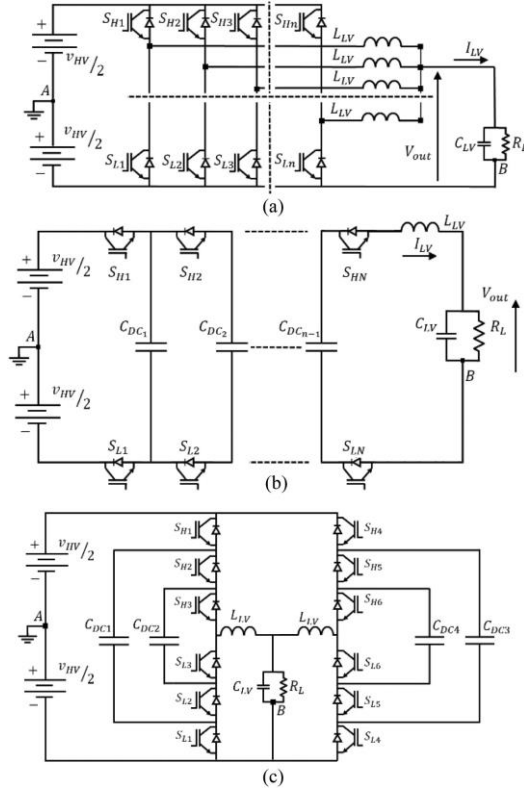 S_H1 S_H2 S_H3 S_Hn
L_LV
L_LV
L_LV
L_LV
I_LV
+
v_HV/2
−
A
+
v_HV/2
−
S_L1 S_L2 S_L3 S_Ln
V_out
C_LV R_L
B
(a)
L_LV
I_LV
+
v_HV/2
−
S_H1 S_H2 S_HN
V_out
A
C_DC1 C_DC2 C_DCn−1
C_LV R_L
B
+
v_HV/2
−
S_L1 S_L2 S_LN
(b)
S_H1 S_H4
+
v_HV/2
−
S_H2 S_H5
S_H3 S_H6
A
C_DC1 C_DC2 L_LV L_LV C_DC4 C_DC3
+
v_HV/2
−
S_L3 S_L6
C_LV R_L
B
S_L2 S_L5
S_L1 S_L4
(c)